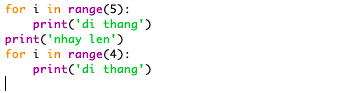 for i in range(5):
    print('di thang')
print('nhay len')
for i in range(4):
    print('di thang')